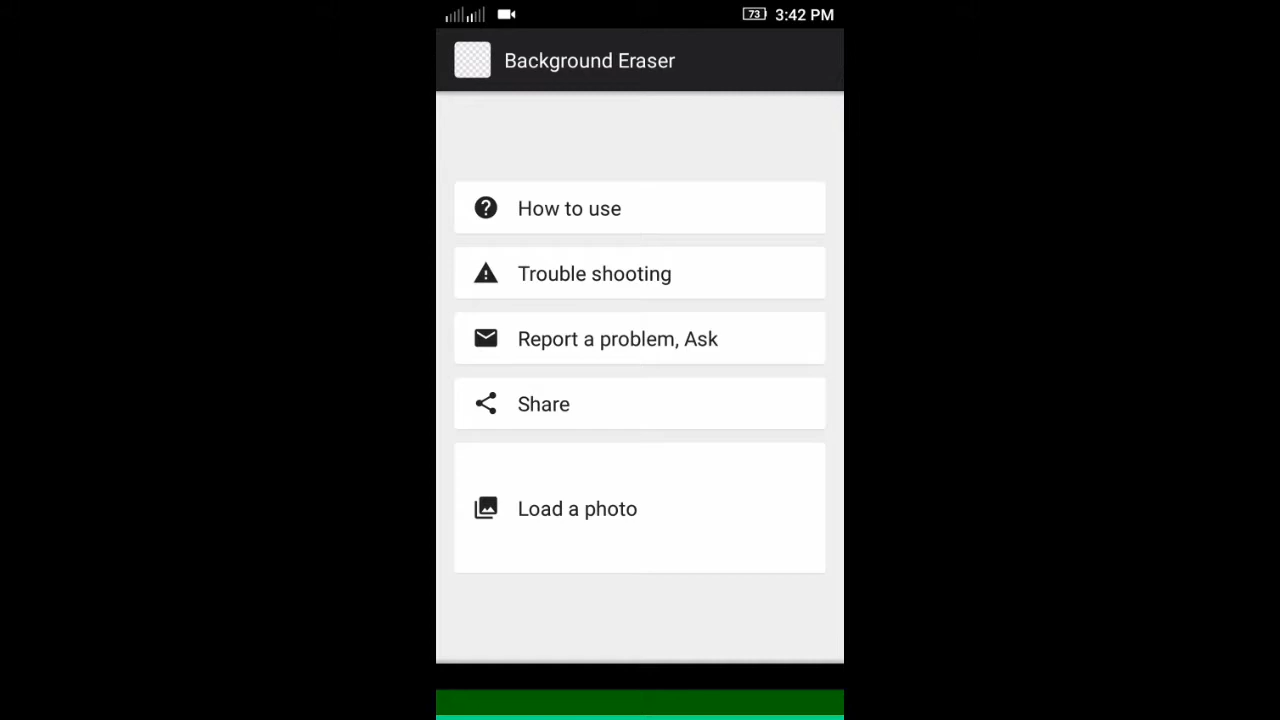 73 3:42 PM
Background Eraser
How to use
Trouble shooting
Report a problem, Ask
Share
Load a photo